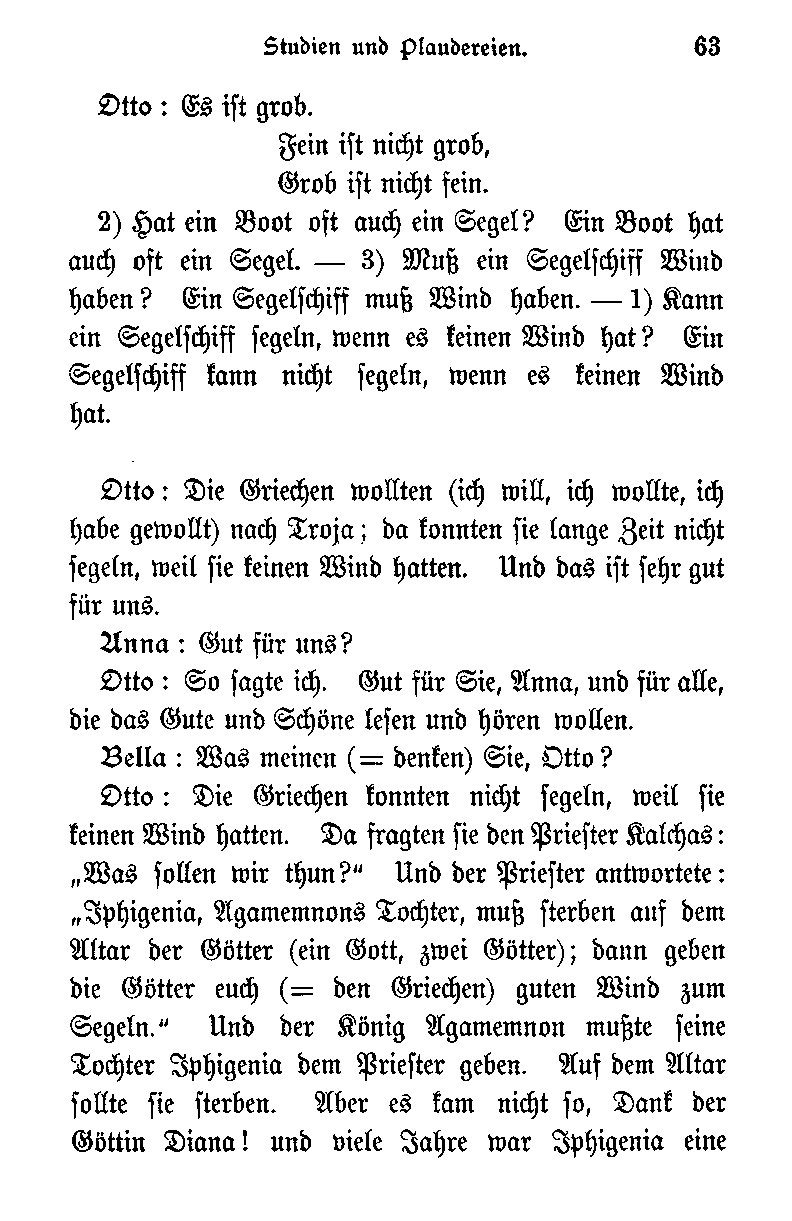 Studien und Plaudereien. 63
Otto: Es ist grob.
Fein ist nicht grob,
Grob ist nicht fein.
2) Hat ein Boot oft auch ein Segel? Ein Boot hat
auch oft ein Segel. — 3) Muß ein Segelschiff Wind
haben? Ein Segelschiff muß Wind haben. — 1) Kann
ein Segelschiff segeln, wenn es keinen Wind hat? Ein
Segelschiff kann nicht segeln, wenn es keinen Wind
hat.
Otto: Die Griechen wollten (ich will, ich wollte, ich
habe gewollt) nach Troja; da konnten sie lange Zeit nicht
segeln, weil sie keinen Wind hatten. Und das ist sehr gut
für uns.
Anna: Gut für uns?
Otto: So sagte ich. Gut für Sie, Anna, und für alle,
die das Gute und Schöne lesen und hören wollen.
Bella: Was meinen (= denken) Sie, Otto?
Otto: Die Griechen konnten nicht segeln, weil sie
keinen Wind hatten. Da fragten sie den Priester Kalchas:
„Was sollen wir thun?“ Und der Priester antwortete:
„Iphigenia, Agamemnons Tochter, muß sterben auf dem
Altar der Götter (ein Gott, zwei Götter); dann geben
die Götter euch (= den Griechen) guten Wind zum
Segeln.“ Und der König Agamemnon mußte seine
Tochter Iphigenia dem Priester geben. Auf dem Altar
sollte sie sterben. Aber es kam nicht so, Dank der
Göttin Diana! und viele Jahre war Iphigenia eine